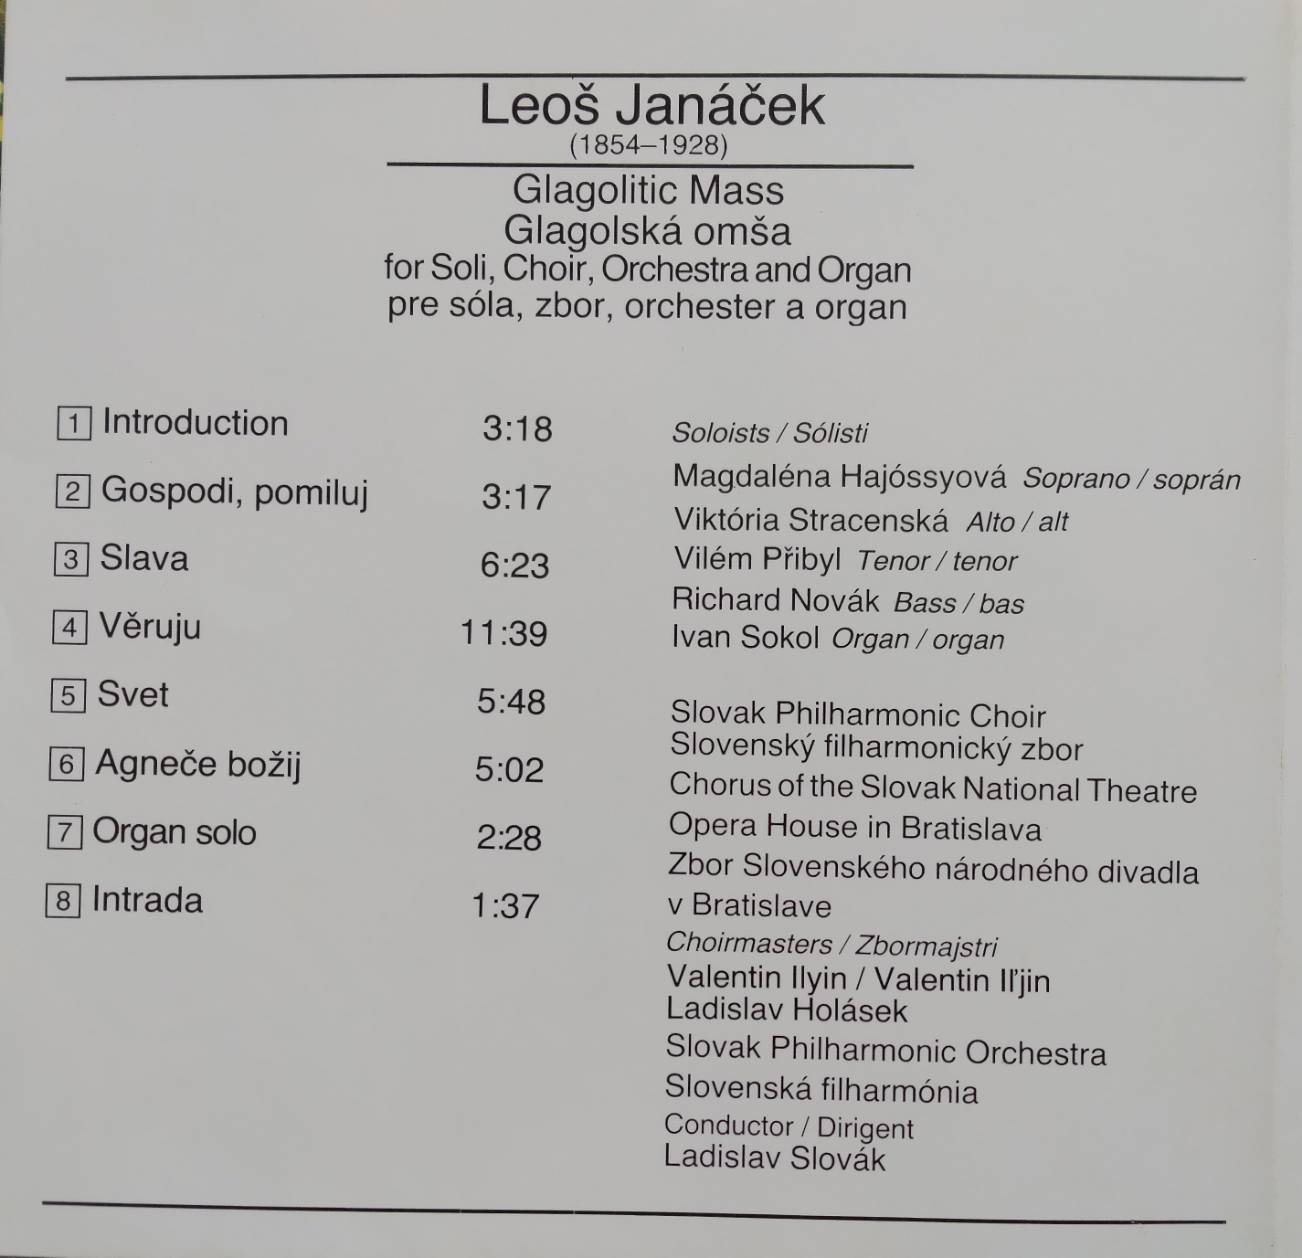 Leoš Janáček
(1854–1928)
Glagolitic Mass
Glagolská omša
for Soli, Choir, Orchestra and Organ
pre sóla, zbor, orchester a organ
1 Introduction 3:18
2 Gospodi, pomiluj 3:17
3 Slava 6:23
4 Věruju 11:39
5 Svet 5:48
6 Agneče božij 5:02
7 Organ solo 2:28
8 Intrada 1:37
Soloists / Sólisti
Magdaléna Hajóssyová Soprano / soprán
Viktória Stracenská Alto / alt
Vilém Přibyl Tenor / tenor
Richard Novák Bass / bas
Ivan Sokol Organ / organ
Slovak Philharmonic Choir
Slovenský filharmonický zbor
Chorus of the Slovak National Theatre
Opera House in Bratislava
Zbor Slovenského národného divadla
v Bratislave
Choirmasters / Zbormajstri
Valentin Ilyin / Valentin Iľjin
Ladislav Holásek
Slovak Philharmonic Orchestra
Slovenská filharmónia
Conductor / Dirigent
Ladislav Slovák